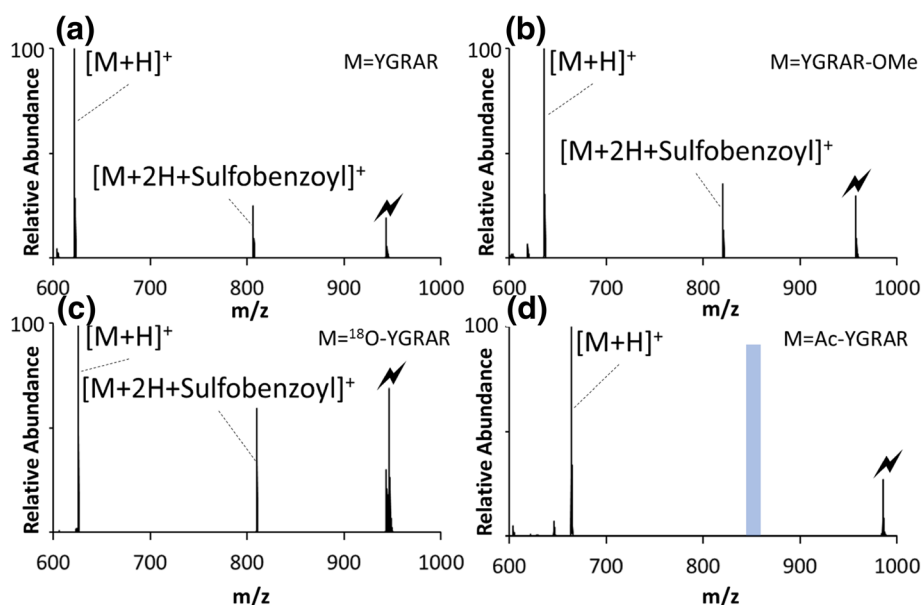 (a)
100
[M+H]⁺
M=YGRAR
[M+2H+Sulfobenzoyl]⁺
Relative Abundance
600 700 800 900 1000
m/z
(b)
100
[M+H]⁺
M=YGRAR-OMe
[M+2H+Sulfobenzoyl]⁺
Relative Abundance
600 700 800 900 1000
m/z
(c)
100
[M+H]⁺
M=¹⁸O-YGRAR
[M+2H+Sulfobenzoyl]⁺
Relative Abundance
600 700 800 900 1000
m/z
(d)
100
[M+H]⁺
M=Ac-YGRAR
Relative Abundance
600 700 800 900 1000
m/z